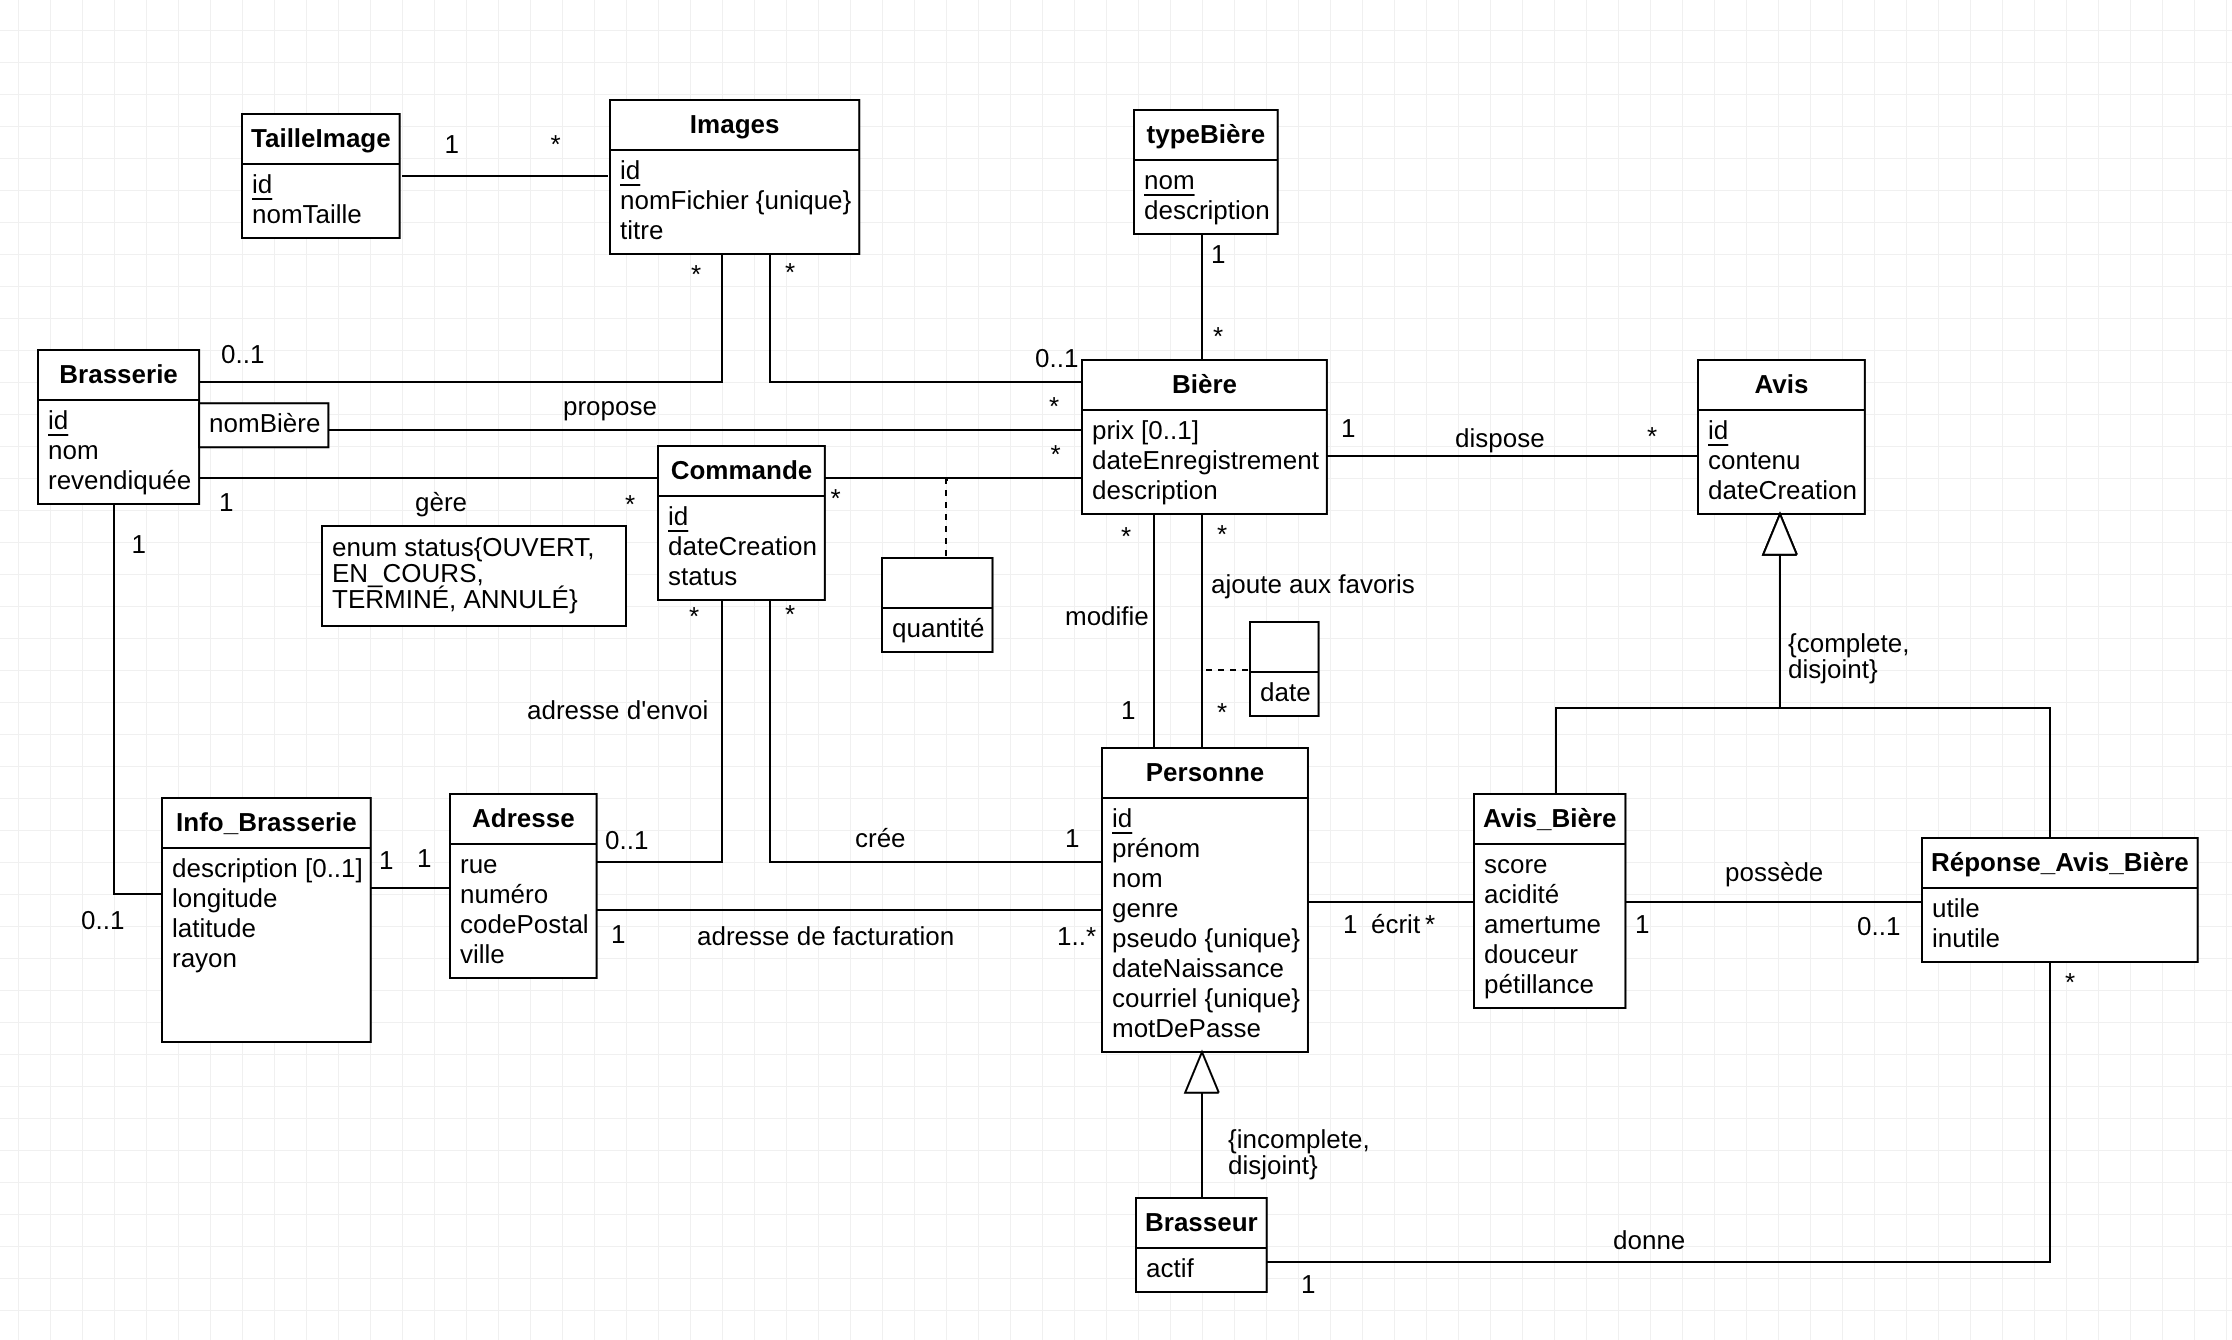 TailleImage
id
nomTaille
1
*
Images
id
nomFichier {unique}
titre
*
*
typeBière
nom
description
1
*
Brasserie
id
nom
revendiquée
nomBière
0..1
propose
0..1
*
*
Bière
prix [0..1]
dateEnregistrement
description
1
dispose
*
Avis
id
contenu
dateCreation
1
gère
*
Commande
id
dateCreation
status
*
1
enum status{OUVERT,
EN_COURS,
TERMINÉ, ANNULÉ}
*
*
quantité
*
*
modifie
ajoute aux favoris
date
1
*
{complete,
disjoint}
adresse d'envoi
0..1
Info_Brasserie
description [0..1]
longitude
latitude
rayon
1
1
Adresse
rue
numéro
codePostal
ville
0..1
crée
1
1
adresse de facturation
1..*
Personne
id
prénom
nom
genre
pseudo {unique}
dateNaissance
courriel {unique}
motDePasse
1
écrit
*
Avis_Bière
score
acidité
amertume
douceur
pétillance
possède
1
0..1
Réponse_Avis_Bière
utile
inutile
*
{incomplete,
disjoint}
Brasseur
actif
1
donne